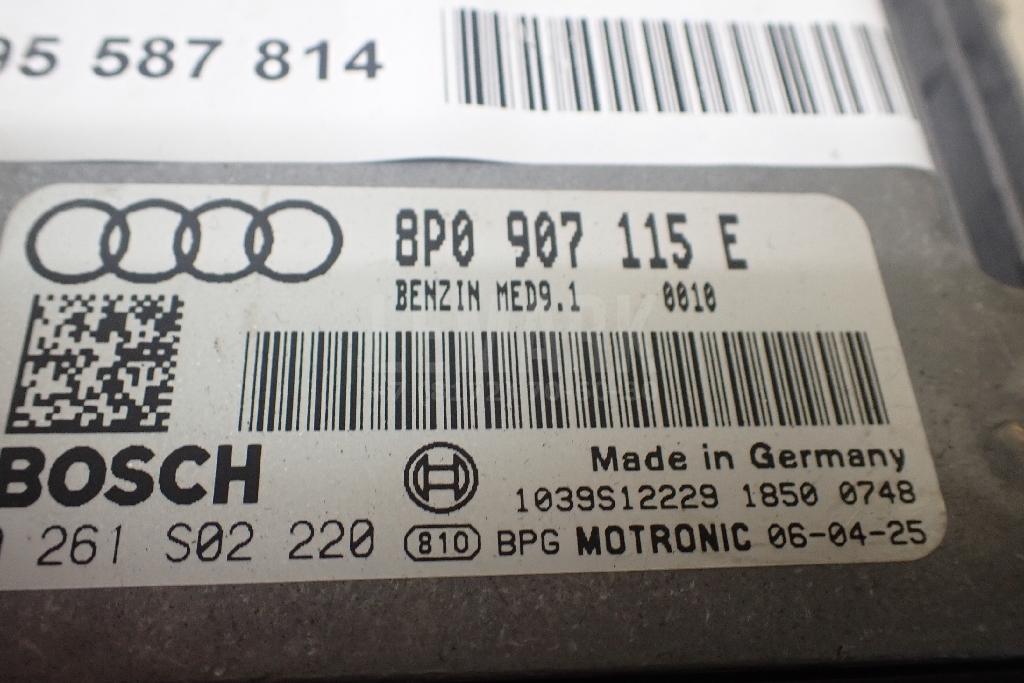 95 587 814
8P0 907 115 E
BENZIN MED9.1 0010
BOSCH
Made in Germany
1039S12229 1850 0748
261 S02 220 810 BPG MOTRONIC 06-04-25